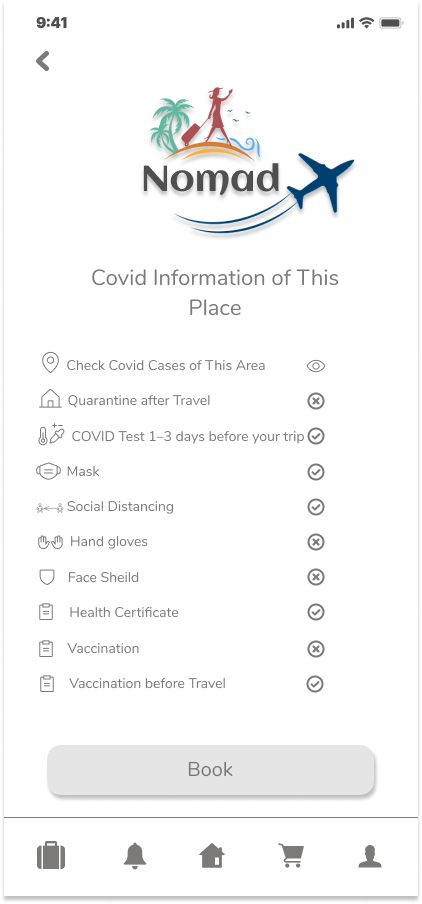 9:41
Nomad
Covid Information of This
Place
Check Covid Cases of This Area
Quarantine after Travel
COVID Test 1–3 days before your trip
Mask
Social Distancing
Hand gloves
Face Sheild
Health Certificate
Vaccination
Vaccination before Travel
Book